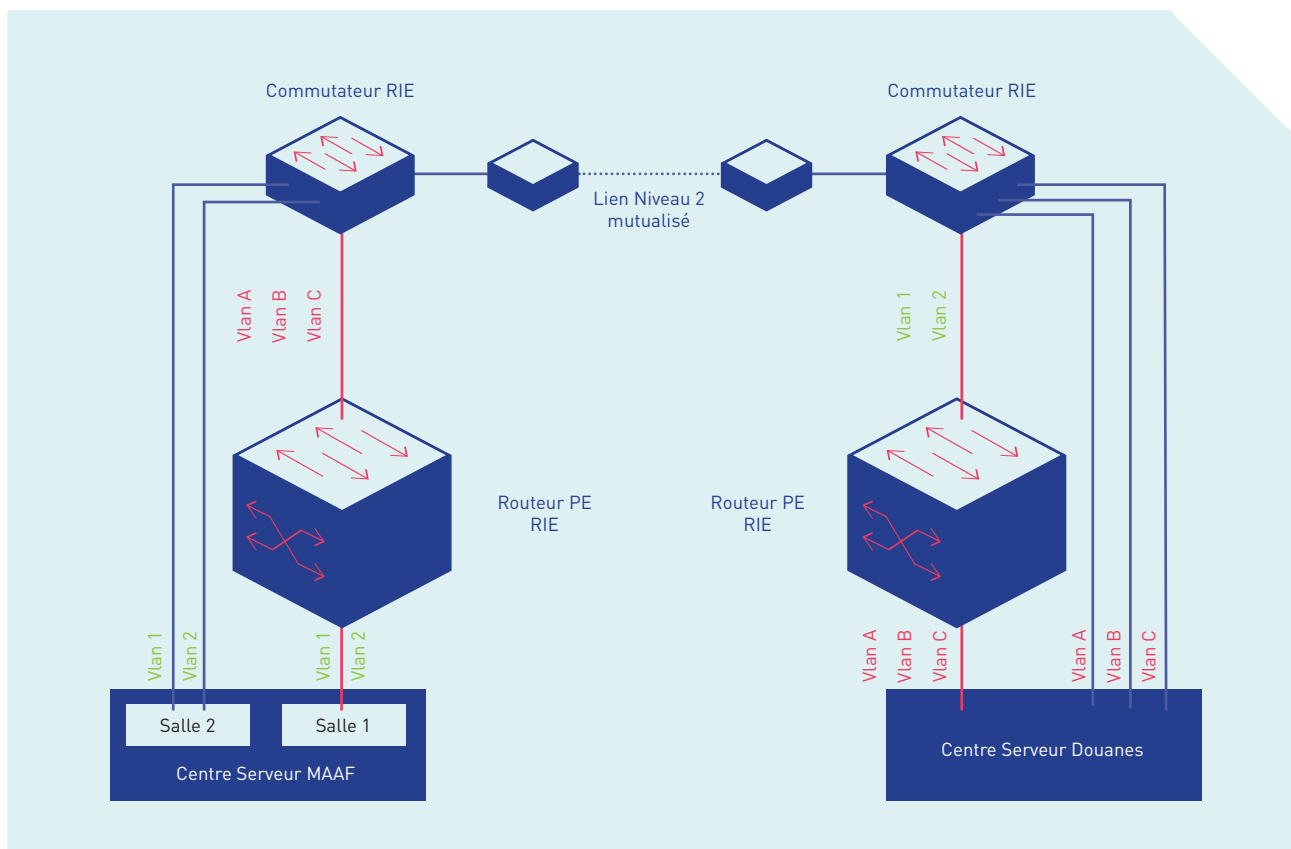 Commutateur RIE
Commutateur RIE
Lien Niveau 2
mutualisé
Vlan A
Vlan B
Vlan C
Vlan 1
Vlan 2
Routeur PE
RIE
Routeur PE
RIE
Vlan 1
Vlan 2
Vlan 1
Vlan 2
Vlan A
Vlan B
Vlan C
Vlan A
Vlan B
Vlan C
Salle 2
Salle 1
Centre Serveur MAAF
Centre Serveur Douanes